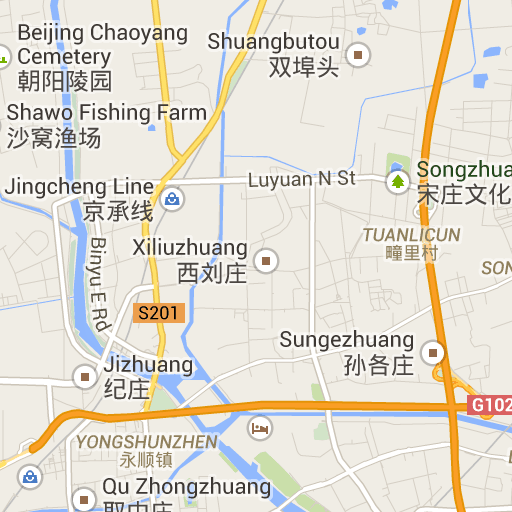 Beijing Chaoyang
Cemetery
朝阳陵园
Shuangbutou
双埠头
Shawo Fishing Farm
沙窝渔场
Luyuan N St
Songzhua
宋庄文化
Jingcheng Line
京承线
TUANLICUN
疃里村
Binyu E Rd
Xiliuzhuang
西刘庄
SON
S201
Sungezhuang
孙各庄
Jizhuang
纪庄
G102
YONGSHUNZHEN
永顺镇
Qu Zhongzhuang